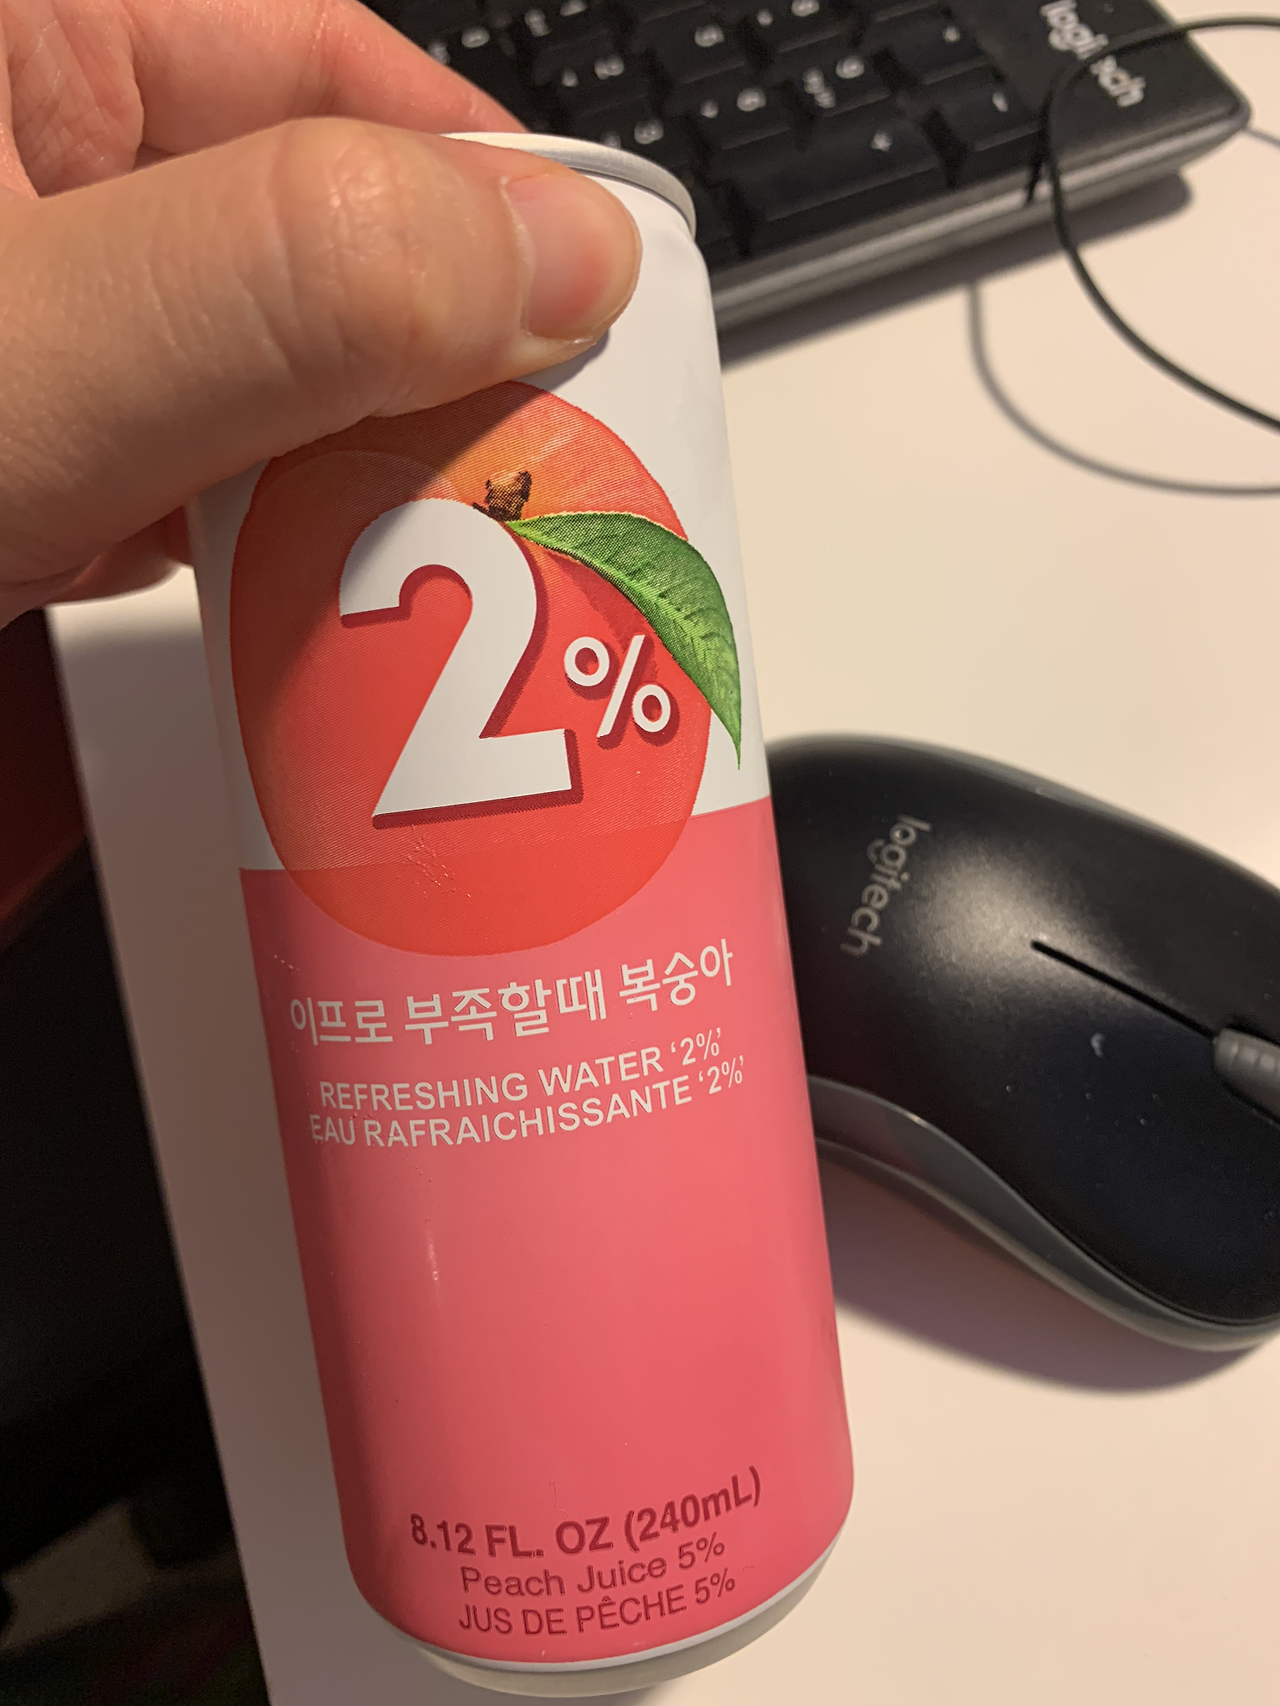 logitech
2%
이프로 부족할때 복숭아
REFRESHING WATER '2%'
EAU RAFRAICHISSANTE '2%'
logitech
8.12 FL. OZ (240mL)
Peach Juice 5%
JUS DE PÊCHE 5%